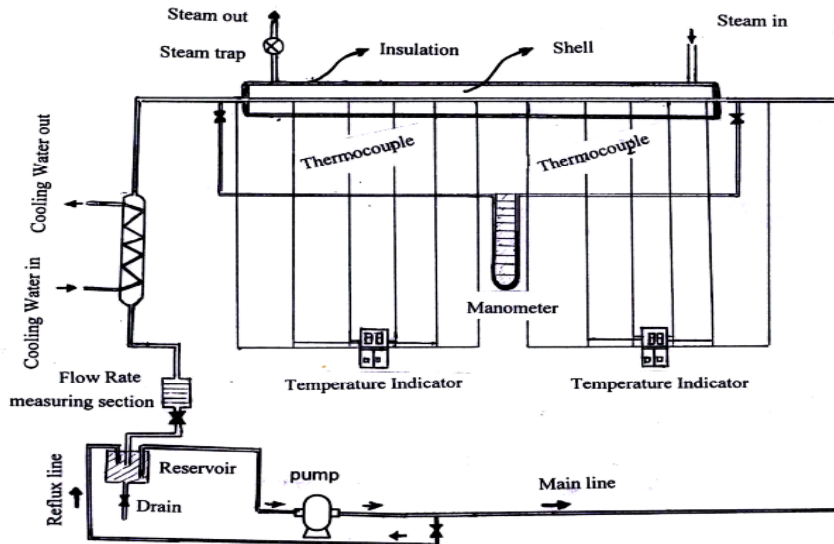 Steam out
Steam in
Steam trap
Insulation
Shell
Thermocouple
Thermocouple
Cooling Water out
Cooling Water in
Manometer
Temperature Indicator
Temperature Indicator
Flow Rate
measuring section
Reservoir
pump
Main line
Reflux line
Drain